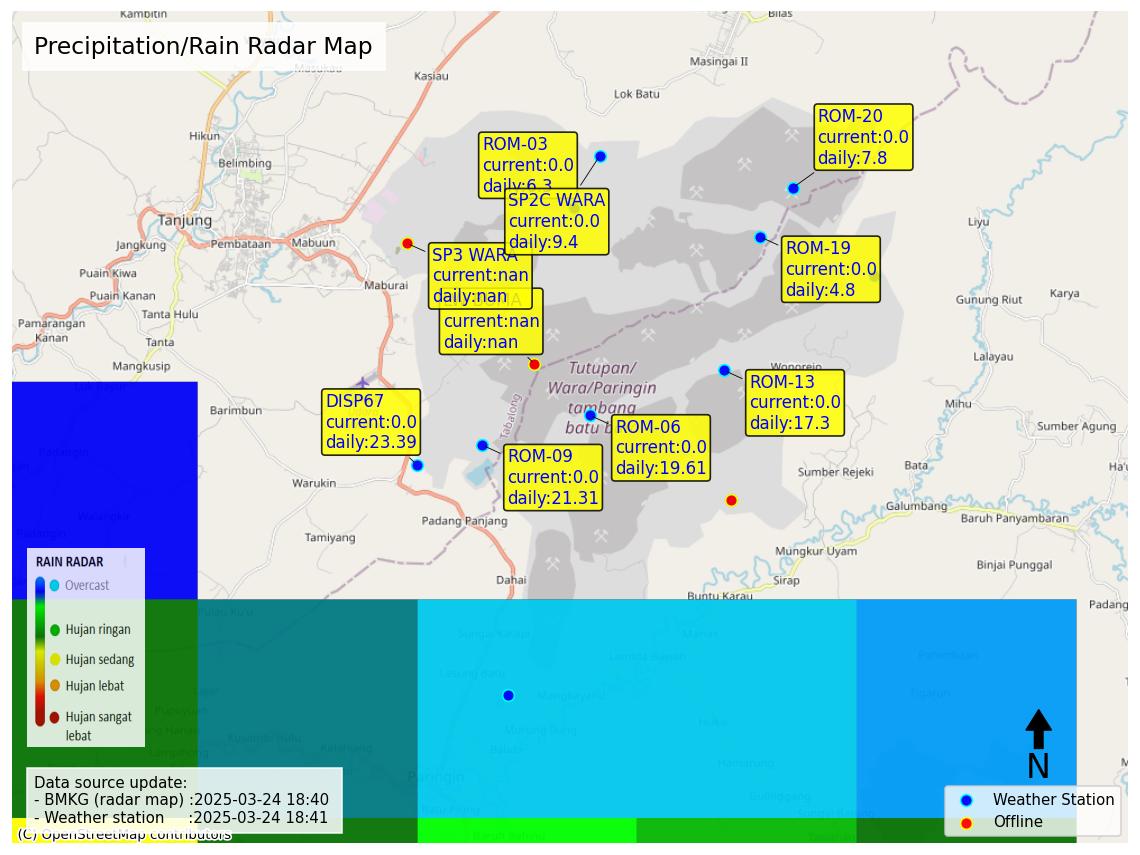 Kambitin
Bilas
Precipitation/Rain Radar Map
Masukau
Kasiau
Masingai II
Lok Batu
Hikun
Belimbing
Tanjung
Jangkung
Pembataan
Mabuun
Puain Kiwa
Puain Kanan
Maburai
Tanta Hulu
Pamarangan
Kanan
Tanta
Mangkusip
Barimbun
Warukin
Tamiyang
Padang Panjang
Dahai
ROM-03
current:0.0
daily:6.3
SP2C WARA
current:0.0
daily:9.4
SP3 WARA
current:nan
daily:nan
current:nan
daily:nan
ROM-20
current:0.0
daily:7.8
ROM-19
current:0.0
daily:4.8
ROM-13
current:0.0
daily:17.3
ROM-06
current:0.0
daily:19.61
ROM-09
current:0.0
daily:21.31
DISP67
current:0.0
daily:23.39
Tutupan/
Wara/Paringin
tambang
batu
Tabalong
Wonorejo
Liyu
Gunung Riut
Karya
Lalayau
Mihu
Sumber Agung
Bata
Sumber Rejeki
Galumbang
Baruh Panyambaran
Mungkur Uyam
Binjai Punggal
Sirap
Buntu Karau
Padang
Paringin
RAIN RADAR
Overcast
Hujan ringan
Hujan sedang
Hujan lebat
Hujan sangat
lebat
N
Data source update:
- BMKG (radar map) :2025-03-24 18:40
- Weather station :2025-03-24 18:41
(C) OpenStreetMap contributors
Weather Station
Offline